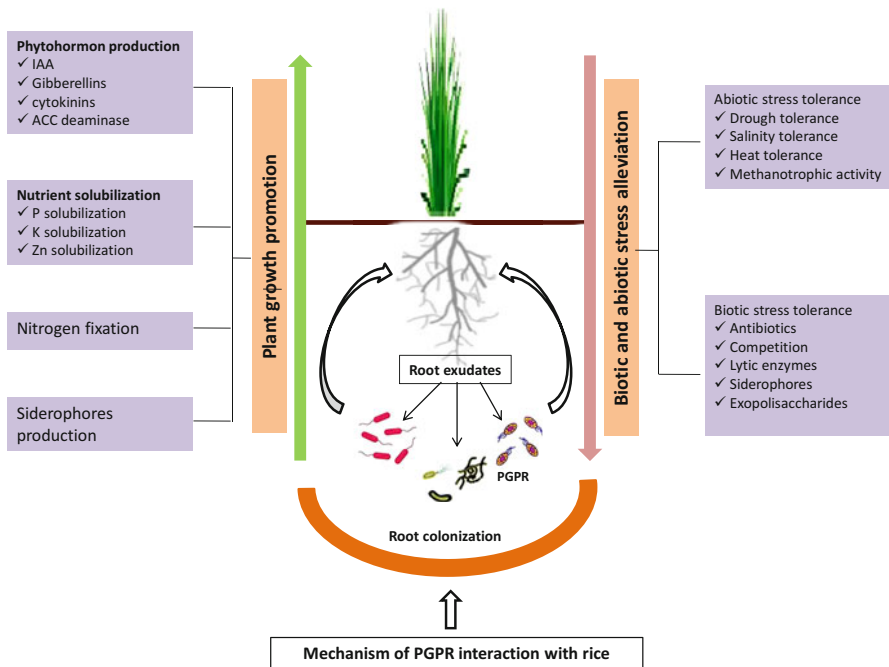 Phytohormon production
✓ IAA
✓ Gibberellins
✓ cytokinins
✓ ACC deaminase
Nutrient solubilization
✓ P solubilization
✓ K solubilization
✓ Zn solubilization
Nitrogen fixation
Siderophores
production
Plant growth promotion
Root exudates
PGPR
Root colonization
Biotic and abiotic stress alleviation
Abiotic stress tolerance
✓ Drough tolerance
✓ Salinity tolerance
✓ Heat tolerance
✓ Methanotrophic activity
Biotic stress tolerance
✓ Antibiotics
✓ Competition
✓ Lytic enzymes
✓ Siderophores
✓ Exopolisaccharides
Mechanism of PGPR interaction with rice